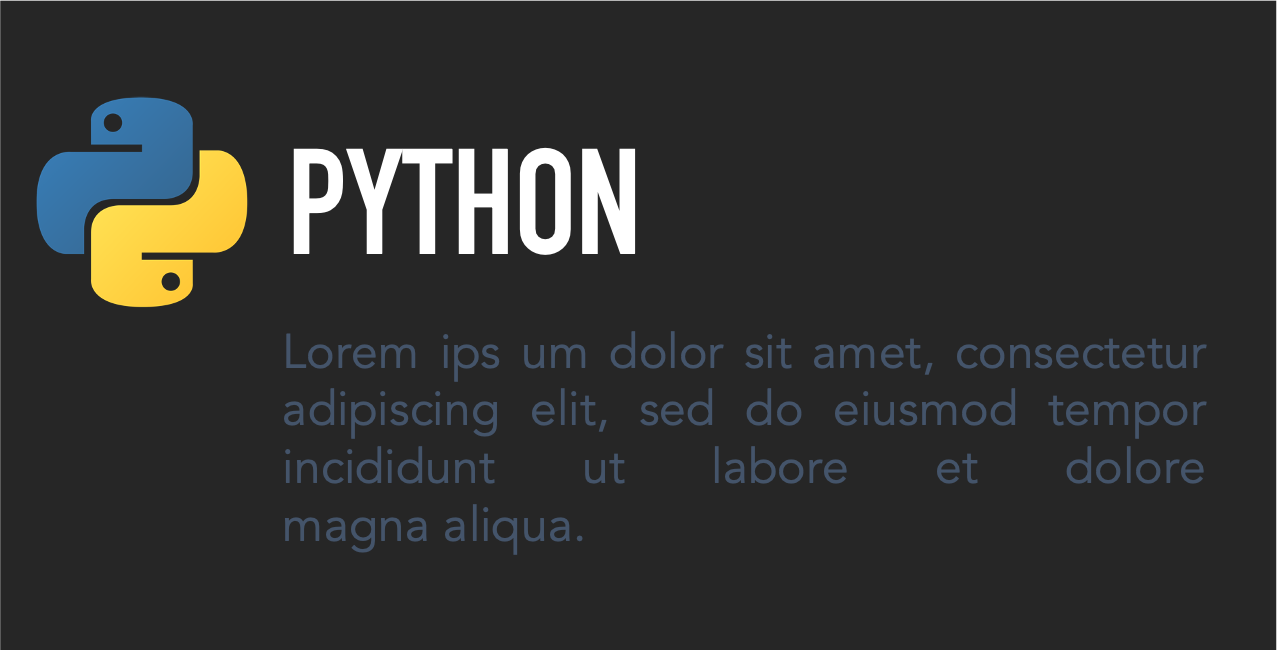 PYTHON
Lorem ips um dolor sit amet, consectetur
adipiscing elit, sed do eiusmod tempor
incididunt ut labore et dolore
magna aliqua.